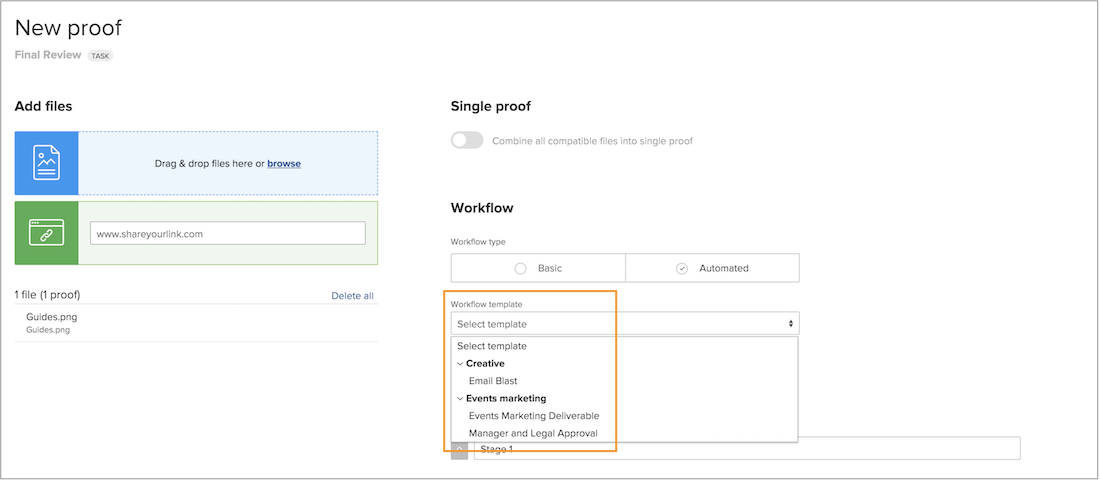 New proof
Final Review TASK
Add files
Drag & drop files here or browse
www.shareyourlink.com
1 file (1 proof) Delete all
Guides.png
Guides.png
Single proof
Combine all compatible files into single proof
Workflow
Workflow type
Basic Automated
Workflow template
Select template
Select template
Creative
Email Blast
Events marketing
Events Marketing Deliverable
Manager and Legal Approval
Stage 1